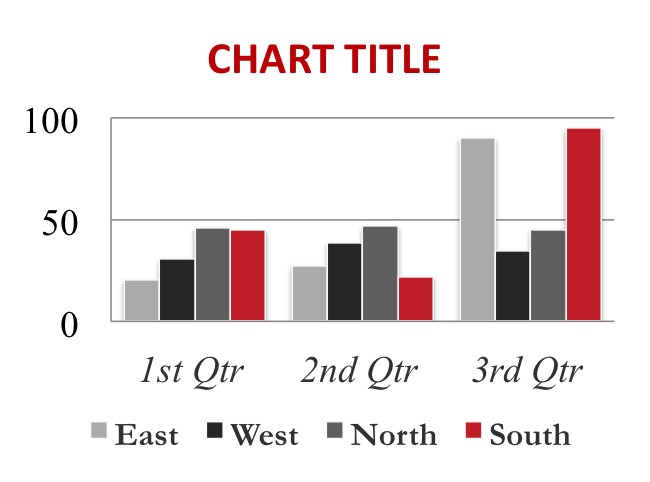 CHART TITLE
100
50
0
1st Qtr 2nd Qtr 3rd Qtr
East West North South